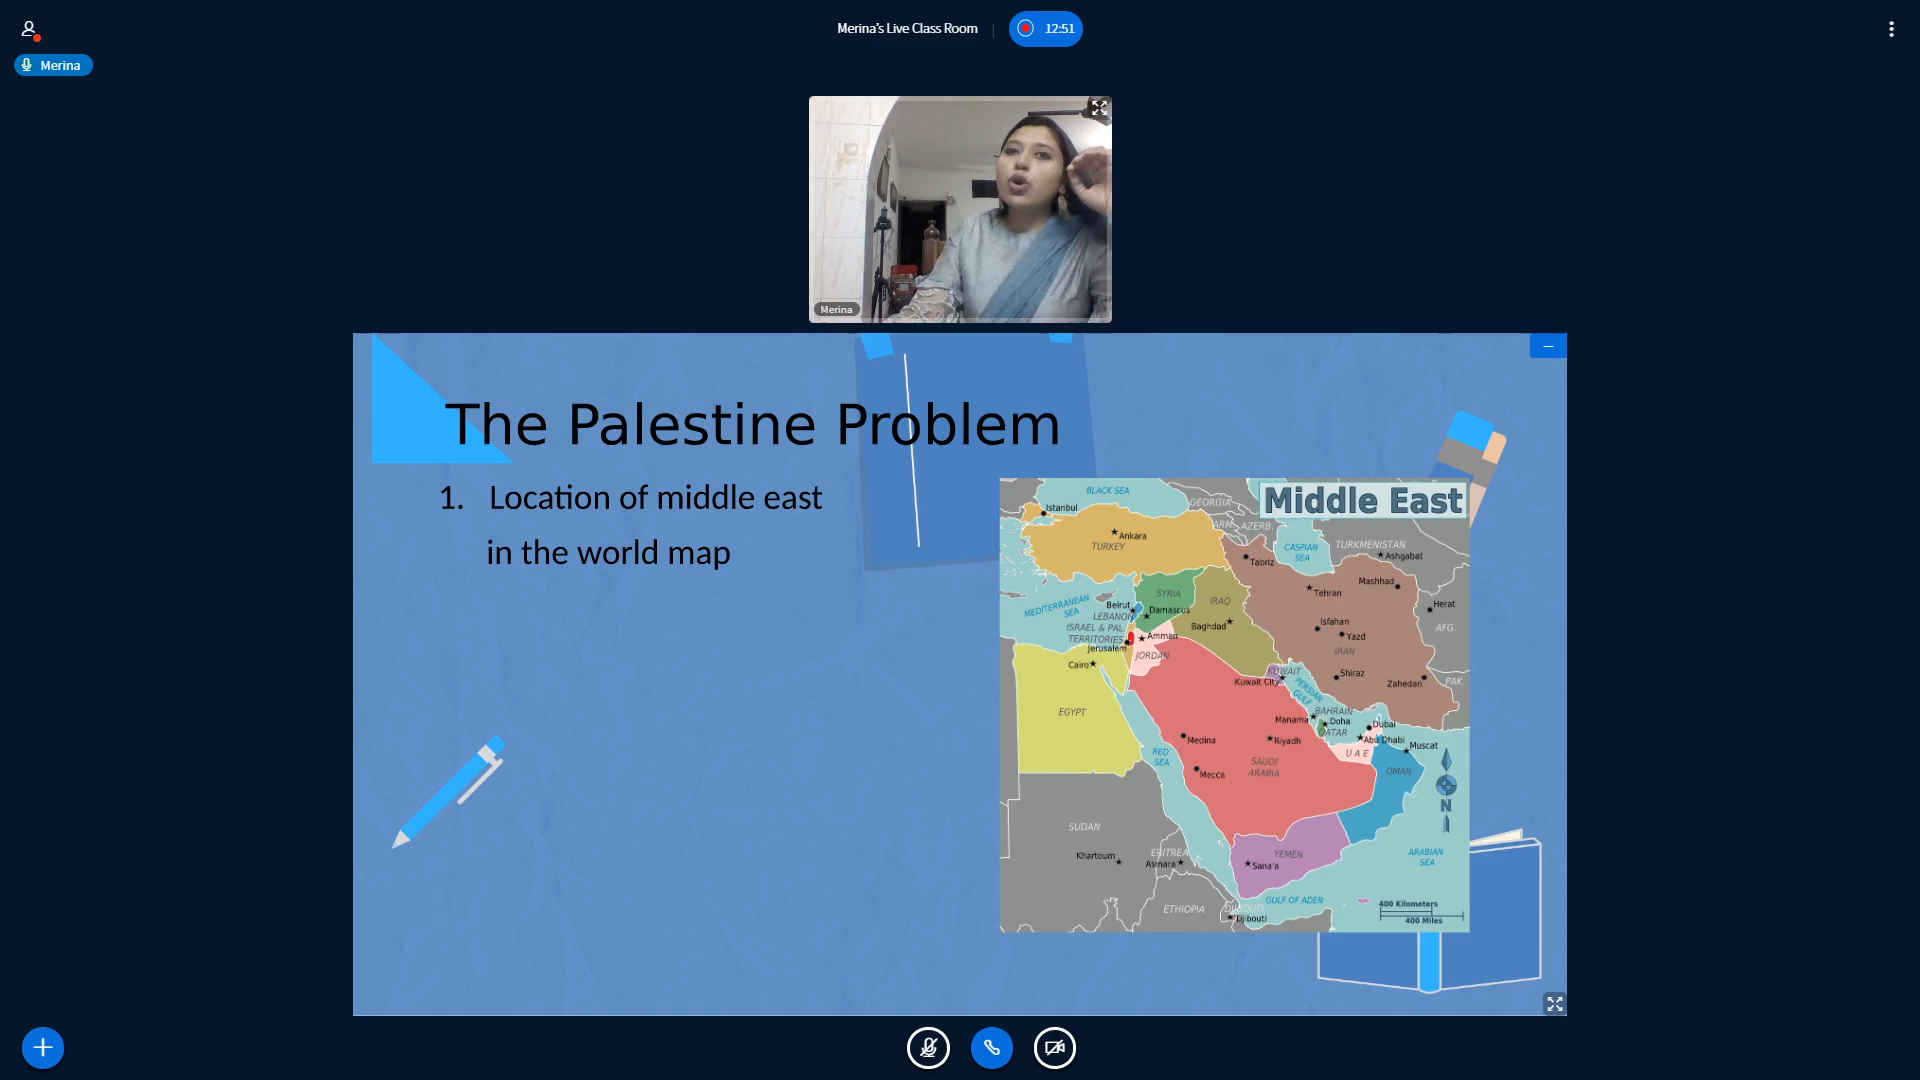 Merina's Live Class Room
12:51
Merina
Merina
The Palestine Problem
1. Location of middle east
in the world map
Middle East
BLACK SEA
GEORGIA
Istanbul
ARM.
AZERB.
Ankara
TURKEY
CASPIAN
SEA
TURKMENISTAN
Ashgabat
Tabriz
Mashhad
Tehran
SYRIA
IRAQ
MEDITERRANEAN
SEA
Beirut
Damascus
LEBANON
Herat
Isfahan
Baghdad
ISRAEL & PAL.
TERRITORIES
Amman
Yazd
AFG.
Jerusalem
JORDAN
IRAN
Cairo
KUWAIT
Kuwait City
PERSIAN
GULF
Shiraz
Zahedan
PAK.
EGYPT
BAHRAIN
Manama
Doha
QATAR
Dubai
Abu Dhabi
Muscat
Medina
Riyadh
U A E
RED
SEA
SAUDI
ARABIA
Mecca
OMAN
N
SUDAN
Khartoum
ERITREA
Asmara
YEMEN
Sana'a
ARABIAN
SEA
ETHIOPIA
DJIBOUTI
Djibouti
GULF OF ADEN
400 Kilometers
400 Miles